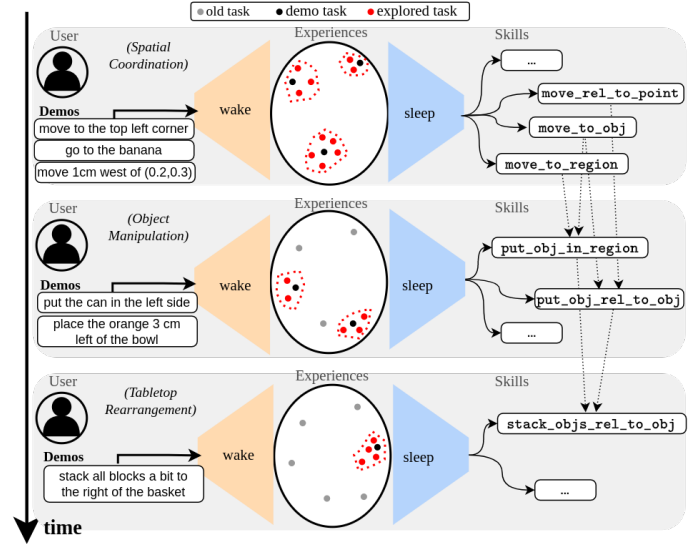 old task demo task explored task
User
(Spatial
Coordination)
Experiences
Skills
Demos
move to the top left corner
go to the banana
move 1cm west of (0.2,0.3)
wake
sleep
...
move_rel_to_point
move_to_obj
move_to_region
User
(Object
Manipulation)
Experiences
Skills
Demos
put the can in the left side
place the orange 3 cm
left of the bowl
wake
sleep
put_obj_in_region
put_obj_rel_to_obj
...
User
(Tabletop
Rearrangement)
Experiences
Skills
Demos
stack all blocks a bit to
the right of the basket
wake
sleep
stack_objs_rel_to_obj
...
time